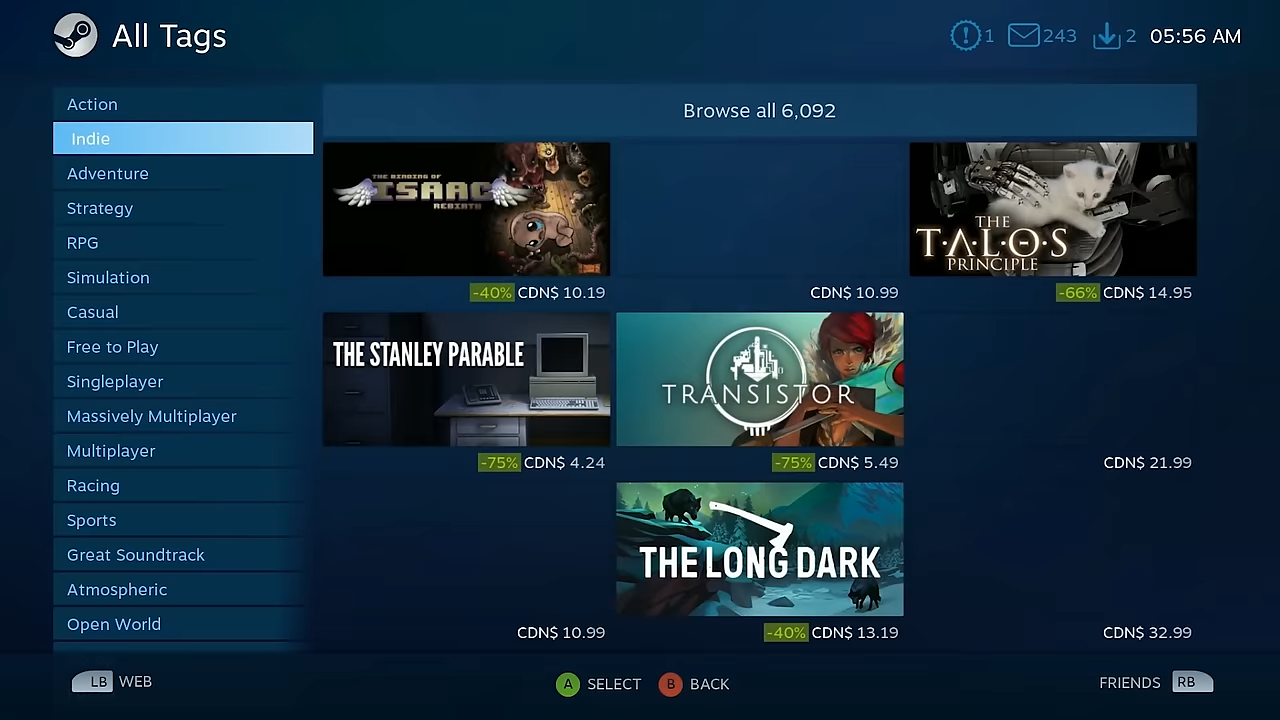 All Tags
1 243 2 05:56 AM
Action
Indie
Adventure
Strategy
RPG
Simulation
Casual
Free to Play
Singleplayer
Massively Multiplayer
Multiplayer
Racing
Sports
Great Soundtrack
Atmospheric
Open World
Browse all 6,092
THE BINDING OF
ISAAC
REBIRTH
THE
TALOS
PRINCIPLE
-40% CDN$ 10.19
CDN$ 10.99
-66% CDN$ 14.95
THE STANLEY PARABLE
TRANSISTOR
-75% CDN$ 4.24
-75% CDN$ 5.49
CDN$ 21.99
THE LONG DARK
CDN$ 10.99
-40% CDN$ 13.19
CDN$ 32.99
LB WEB
A SELECT B BACK
FRIENDS RB